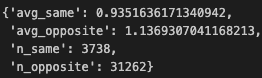 {'avg_same': 0.9351636171340942,
'avg_opposite': 1.1369307041168213,
'n_same': 3738,
'n_opposite': 31262}